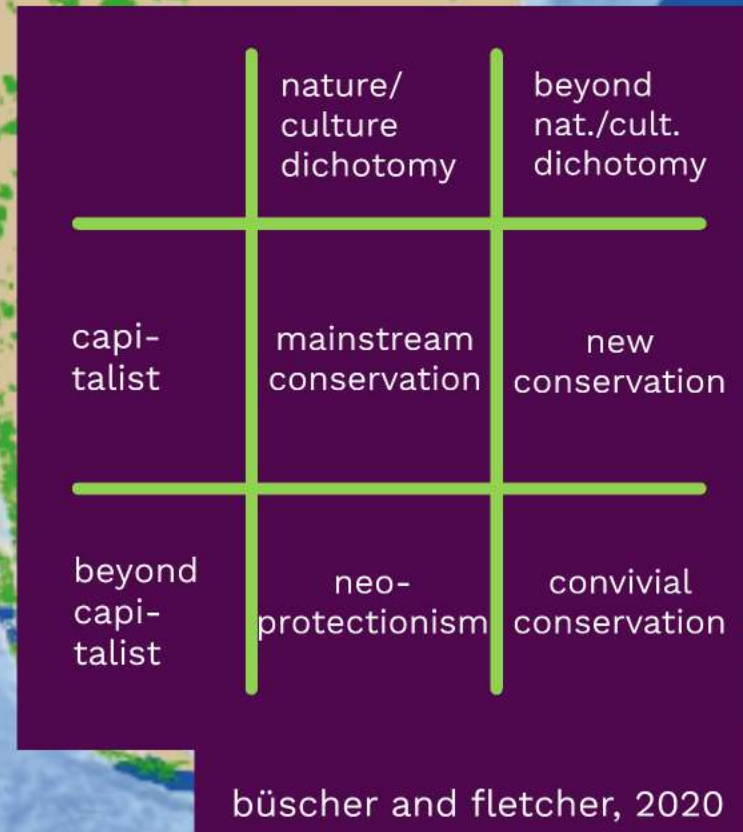 nature/
culture
dichotomy
beyond
nat./cult.
dichotomy
capi-
talist
mainstream
conservation
new
conservation
beyond
capi-
talist
neo-
protectionism
convivial
conservation
büscher and fletcher, 2020